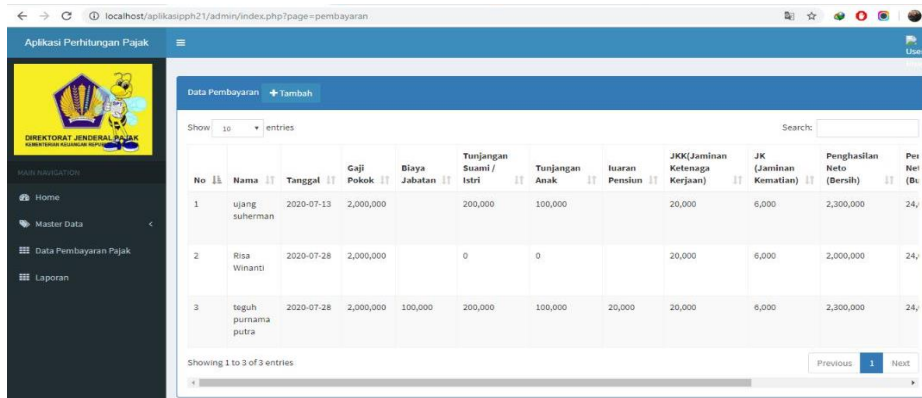 localhost/aplikasipph21/admin/index.php?page=pembayaran
Aplikasi Perhitungan Pajak
Use
DIREKTORAT JENDERAL PAJAK
MAIN NAVIGATION
Home
Master Data
Data Pembayaran Pajak
Laporan
Data Pembayaran + Tambah
Show 10 entries Search:
No Nama Tanggal Gaji Pokok Biaya Jabatan Tunjangan Suami / Istri Tunjangan Anak Iuaran Pensiun JKK(Jaminan Ketenaga Kerjaan) JK (Jaminan Kematian) Penghasilan Neto (Bersih)
1 ujang suherman 2020-07-13 2,000,000 200,000 100,000 20,000 6,000 2,300,000 24,
2 Risa Winanti 2020-07-28 2,000,000 0 0 20,000 6,000 2,000,000 24,
3 teguh purnama putra 2020-07-28 2,000,000 100,000 200,000 100,000 20,000 20,000 6,000 2,300,000 24,
Showing 1 to 3 of 3 entries
Previous 1 Next